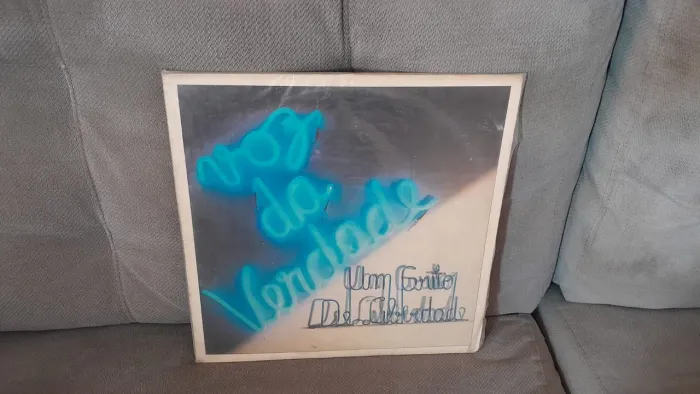 Voz
da
Verdade
Um Grito
De Liberdade